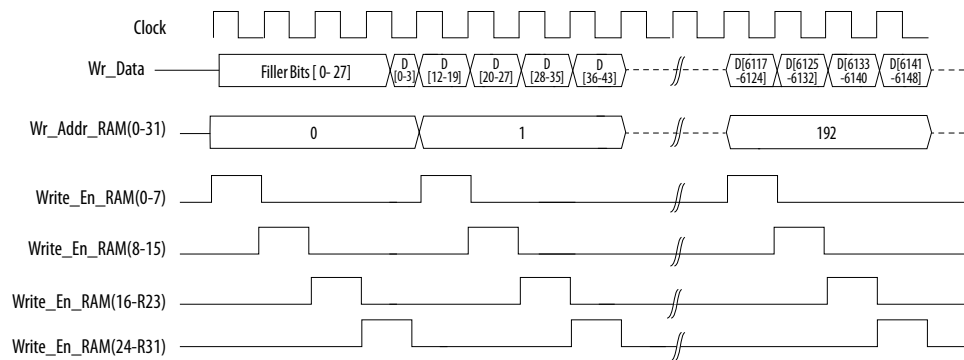 Clock
Wr_Data
Filler Bits [ 0- 27]
D
[0-3]
D
[12-19]
D
[20-27]
D
[28-35]
D
[36-43]
D[6117
-6124]
D[6125
-6132]
D[6133
-6140
D[6141
-6148]
Wr_Addr_RAM(0-31)
0
1
192
Write_En_RAM(0-7)
Write_En_RAM(8-15)
Write_En_RAM(16-R23)
Write_En_RAM(24-R31)